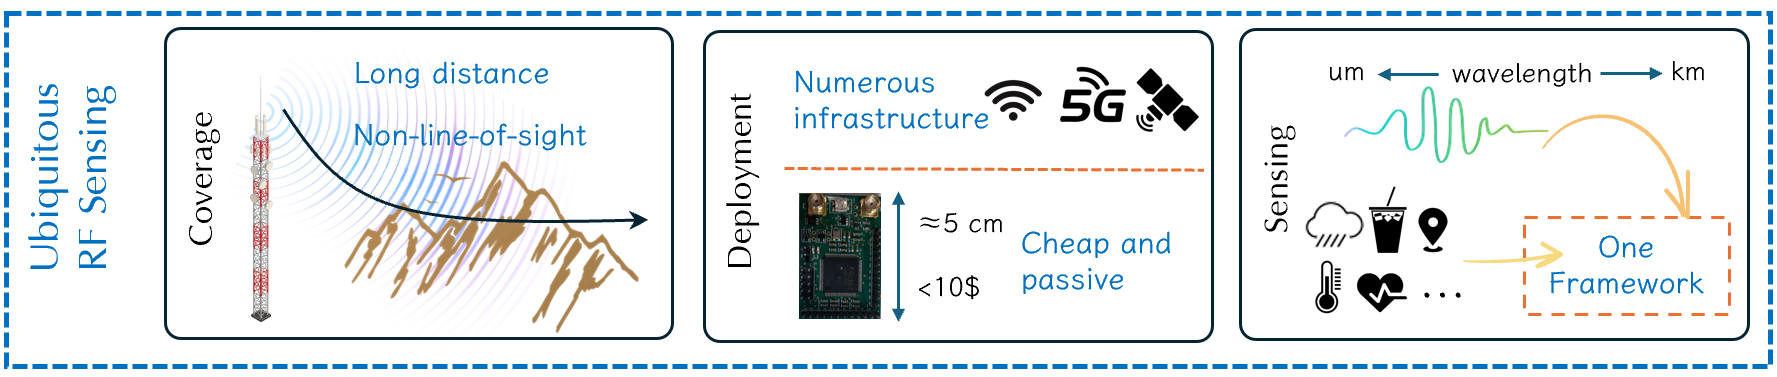 Ubiquitous
RF Sensing
Coverage
Long distance
Non-line-of-sight
Deployment
Numerous
infrastructure
5G
≈5 cm
<10$
Cheap and
passive
Sensing
um
wavelength
km
...
One
Framework